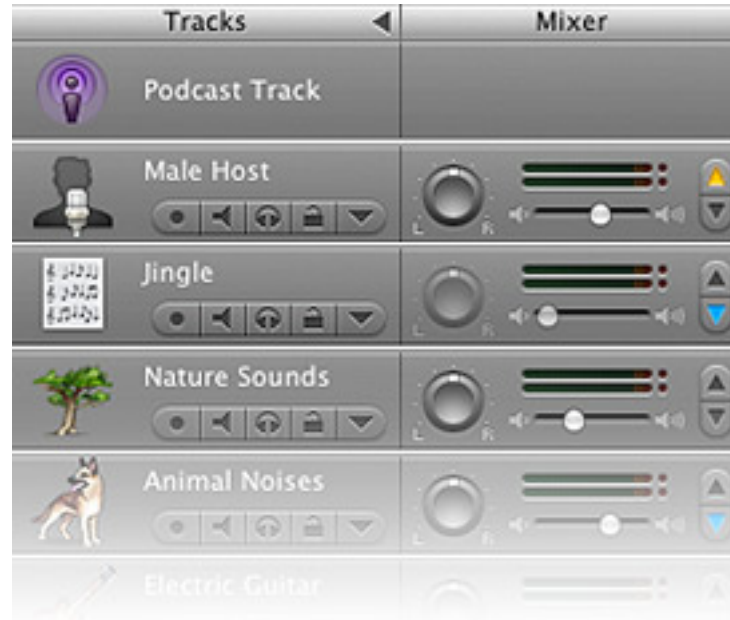 Tracks
Mixer
Podcast Track
Male Host
L R
Jingle
L R
Nature Sounds
L R
Animal Noises
L R
Electric Guitar